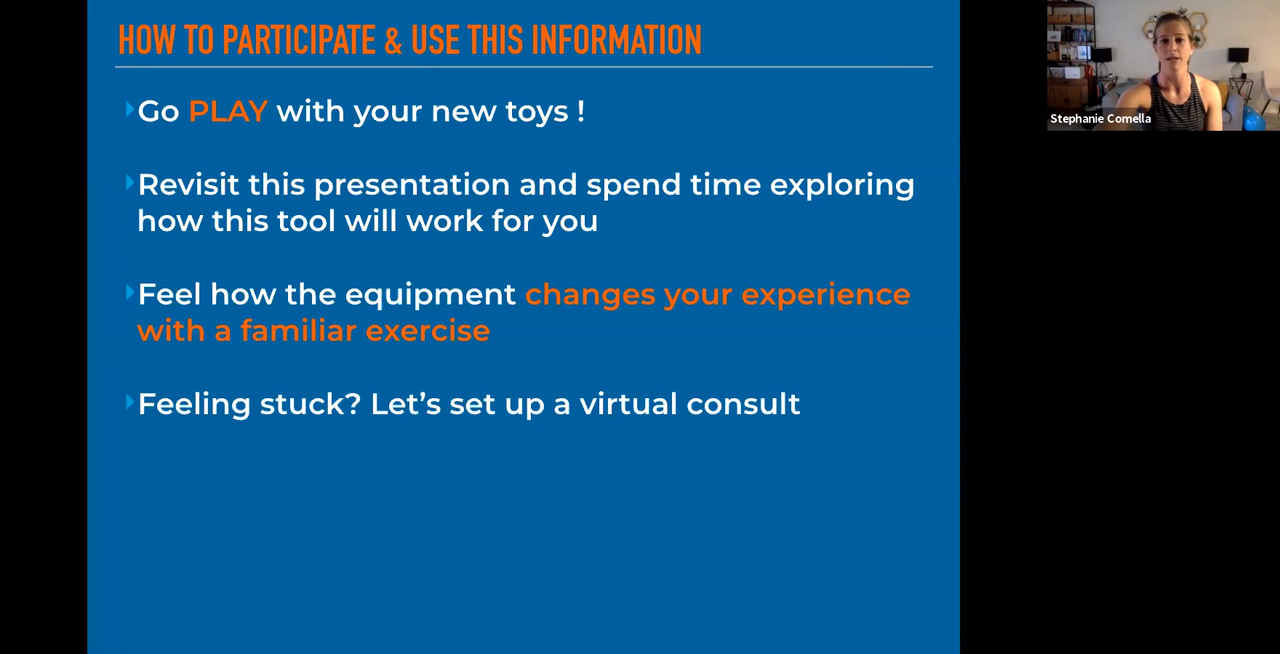 HOW TO PARTICIPATE & USE THIS INFORMATION
Go PLAY with your new toys !
Revisit this presentation and spend time exploring
how this tool will work for you
Feel how the equipment changes your experience
with a familiar exercise
Feeling stuck? Let’s set up a virtual consult
Stephanie Comella